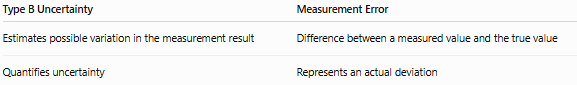 Type B Uncertainty Measurement Error
Estimates possible variation in the measurement result Difference between a measured value and the true value
Quantifies uncertainty Represents an actual deviation